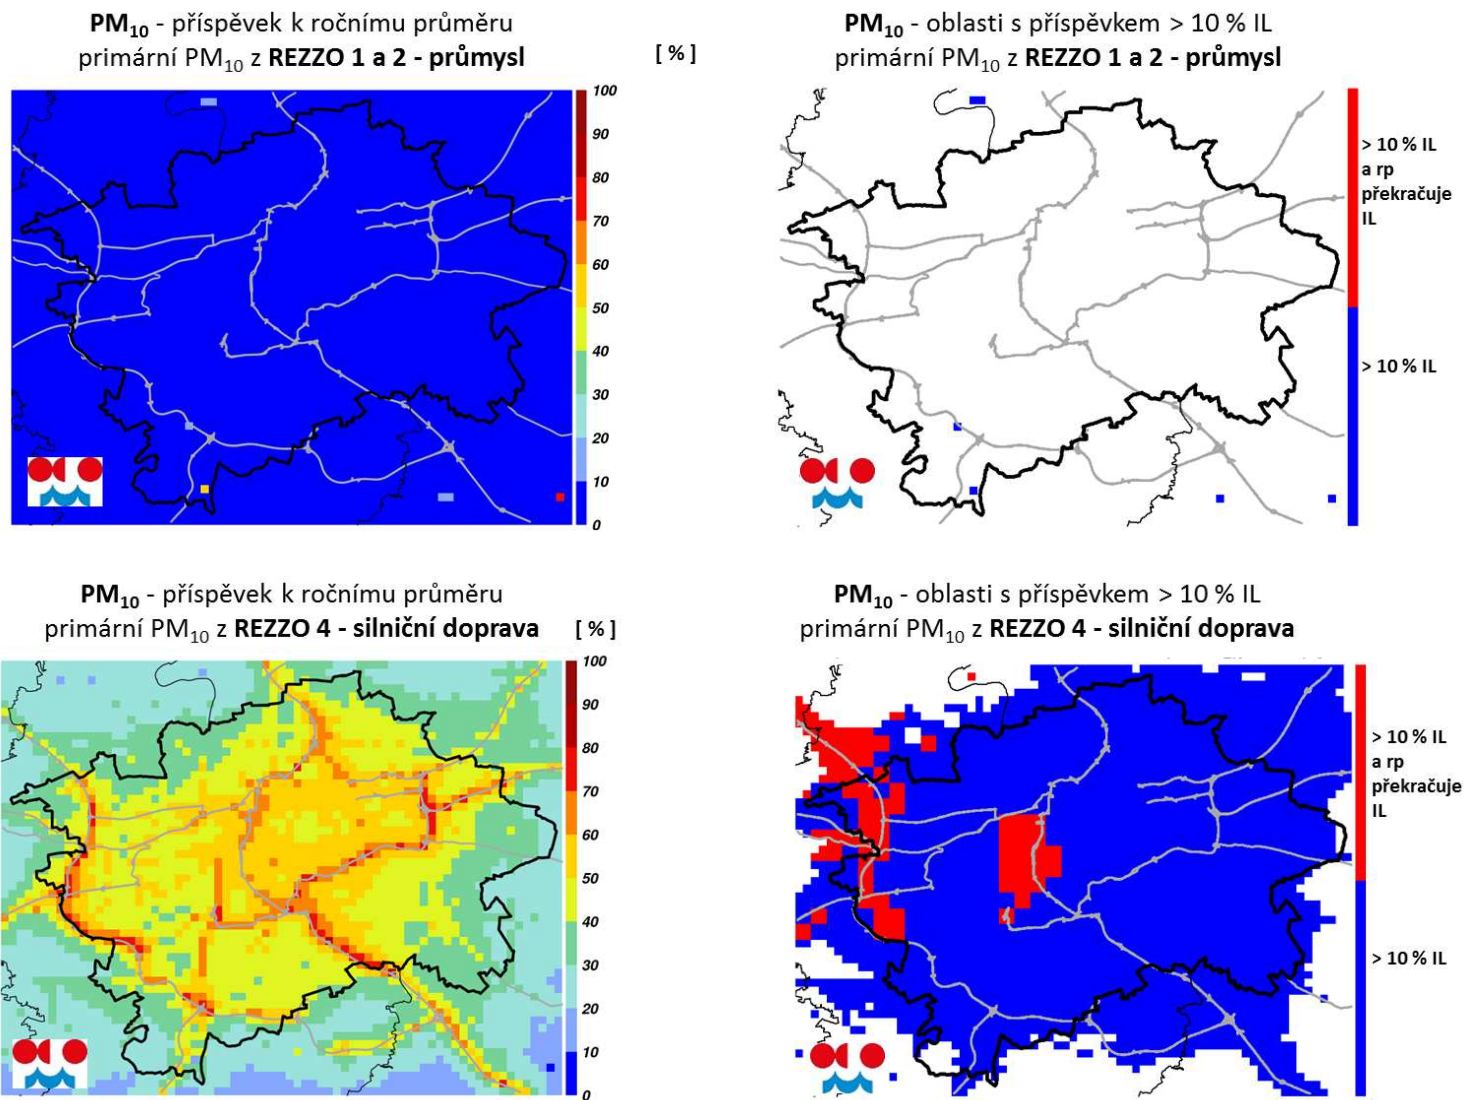 PM10 - příspěvek k ročnímu průměru
primární PM10 z REZZO 1 a 2 - průmysl
[ % ]
100
90
80
70
60
50
40
30
20
10
0
PM10 - oblasti s příspěvkem > 10 % IL
primární PM10 z REZZO 1 a 2 - průmysl
> 10 % IL
a rp
překračuje
IL
> 10 % IL
PM10 - příspěvek k ročnímu průměru
primární PM10 z REZZO 4 - silniční doprava
[ % ]
100
90
80
70
60
50
40
30
20
10
0
PM10 - oblasti s příspěvkem > 10 % IL
primární PM10 z REZZO 4 - silniční doprava
> 10 % IL
a rp
překračuje
IL
> 10 % IL